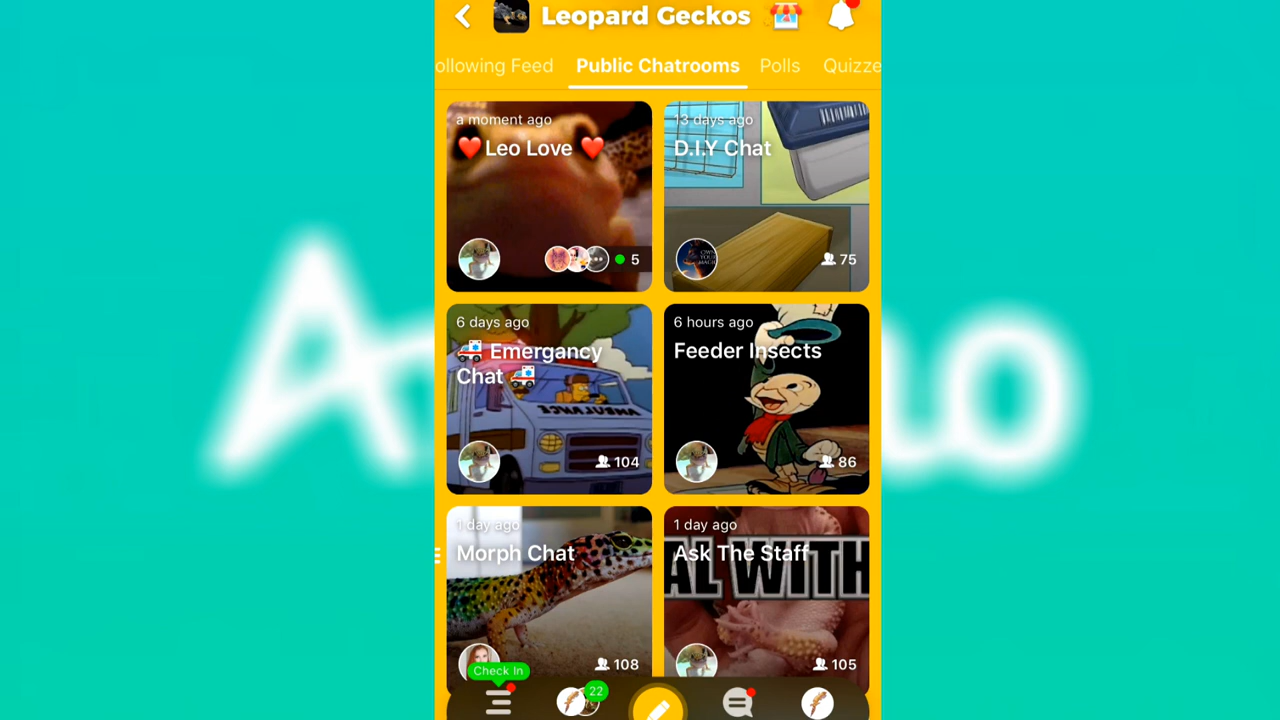 Leopard Geckos
ollowing Feed Public Chatrooms Polls Quizze
a moment ago
Leo Love
5
13 days ago
D.I.Y Chat
75
6 days ago
Emergancy
Chat
AMBULANCE
104
6 hours ago
Feeder Insects
86
1 day ago
Morph Chat
108
1 day ago
Ask The Staff
AL WITH
105
Check In
22